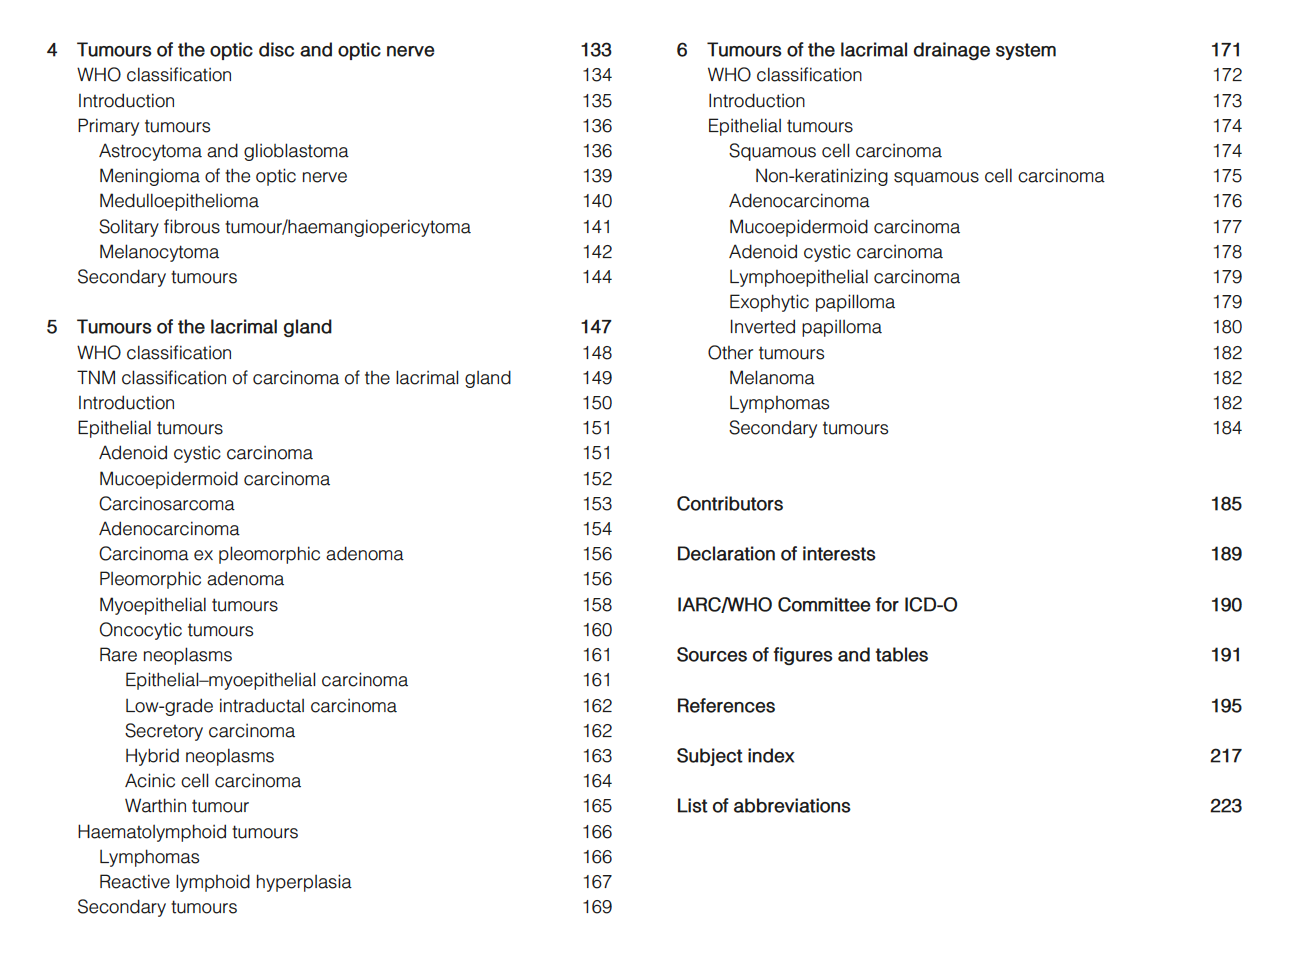 4 Tumours of the optic disc and optic nerve 133
WHO classification 134
Introduction 135
Primary tumours 136
Astrocytoma and glioblastoma 136
Meningioma of the optic nerve 139
Medulloepithelioma 140
Solitary fibrous tumour/haemangiopericytoma 141
Melanocytoma 142
Secondary tumours 144
5 Tumours of the lacrimal gland 147
WHO classification 148
TNM classification of carcinoma of the lacrimal gland 149
Introduction 150
Epithelial tumours 151
Adenoid cystic carcinoma 151
Mucoepidermoid carcinoma 152
Carcinosarcoma 153
Adenocarcinoma 154
Carcinoma ex pleomorphic adenoma 156
Pleomorphic adenoma 156
Myoepithelial tumours 158
Oncocytic tumours 160
Rare neoplasms 161
Epithelial–myoepithelial carcinoma 161
Low-grade intraductal carcinoma 162
Secretory carcinoma 162
Hybrid neoplasms 163
Acinic cell carcinoma 164
Warthin tumour 165
Haematolymphoid tumours 166
Lymphomas 166
Reactive lymphoid hyperplasia 167
Secondary tumours 169
6 Tumours of the lacrimal drainage system 171
WHO classification 172
Introduction 173
Epithelial tumours 174
Squamous cell carcinoma 174
Non-keratinizing squamous cell carcinoma 175
Adenocarcinoma 176
Mucoepidermoid carcinoma 177
Adenoid cystic carcinoma 178
Lymphoepithelial carcinoma 179
Exophytic papilloma 179
Inverted papilloma 180
Other tumours 182
Melanoma 182
Lymphomas 182
Secondary tumours 184
Contributors 185
Declaration of interests 189
IARC/WHO Committee for ICD-O 190
Sources of figures and tables 191
References 195
Subject index 217
List of abbreviations 223